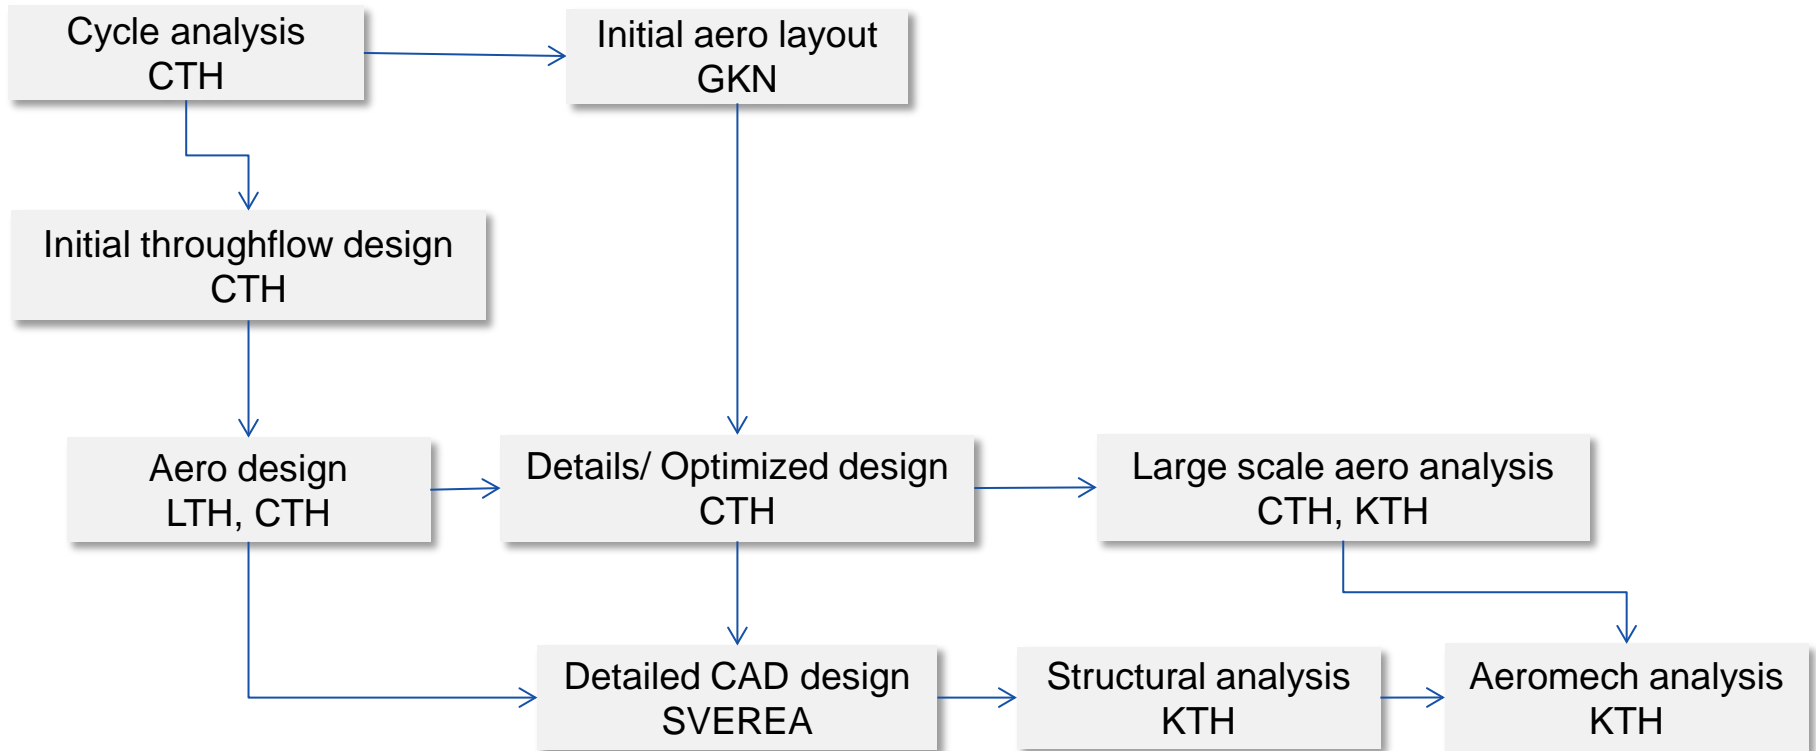 Cycle analysis
CTH
Initial aero layout
GKN
Initial throughflow design
CTH
Aero design
LTH, CTH
Details/ Optimized design
CTH
Large scale aero analysis
CTH, KTH
Detailed CAD design
SVEREA
Structural analysis
KTH
Aeromech analysis
KTH